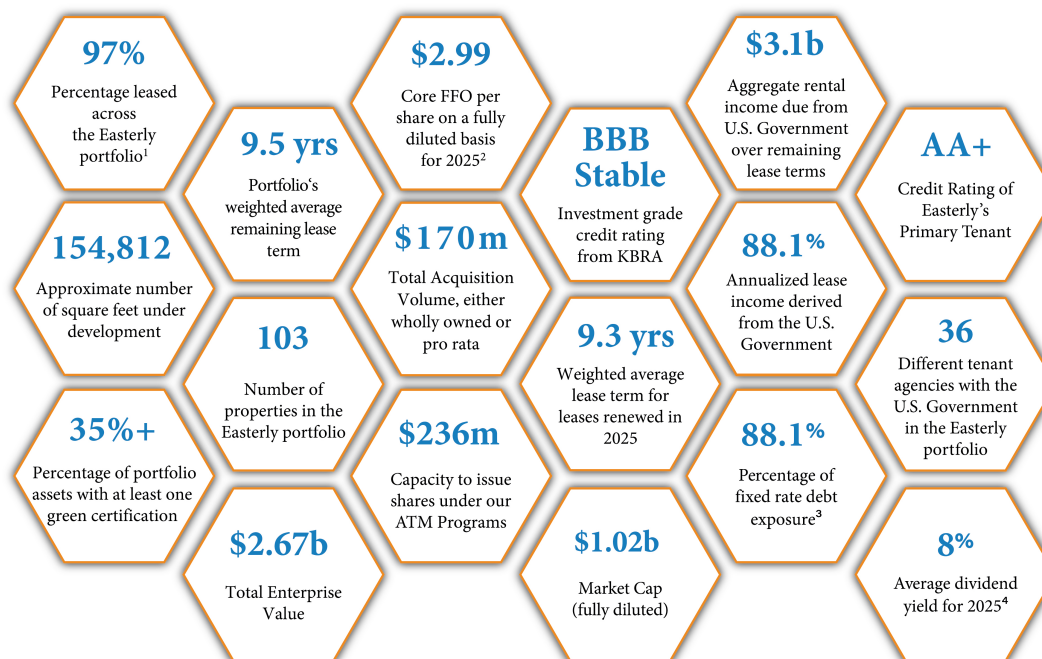 97%
Percentage leased
across
the Easterly
portfolio¹
154,812
Approximate number
of square feet under
development
35%+
Percentage of portfolio
assets with at least one
green certification
9.5 yrs
Portfolio‘s
weighted average
remaining lease
term
103
Number of
properties in the
Easterly portfolio
$2.67b
Total Enterprise
Value
$2.99
Core FFO per
share on a fully
diluted basis
for 2025²
$170m
Total Acquisition
Volume, either
wholly owned or
pro rata
$236m
Capacity to issue
shares under our
ATM Programs
BBB
Stable
Investment grade
credit rating
from KBRA
9.3 yrs
Weighted average
lease term for
leases renewed in
2025
$1.02b
Market Cap
(fully diluted)
$3.1b
Aggregate rental
income due from
U.S. Government
over remaining
lease terms
88.1%
Annualized lease
income derived
from the U.S.
Government
88.1%
Percentage of
fixed rate debt
exposure³
AA+
Credit Rating of
Easterly’s
Primary Tenant
36
Different tenant
agencies with the
U.S. Government
in the Easterly
portfolio
8%
Average dividend
yield for 2025⁴